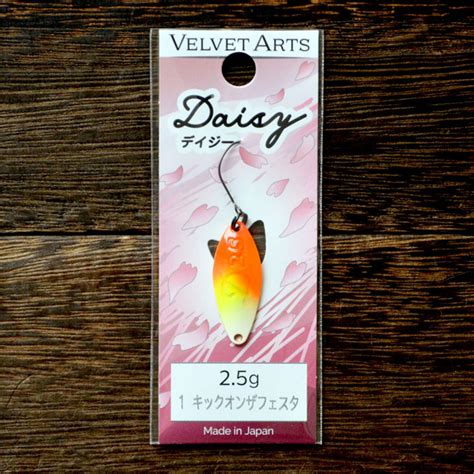 VELVET ARTS
Daisy
デイジー
2.5g
1 キックオンザフェスタ
Made in Japan